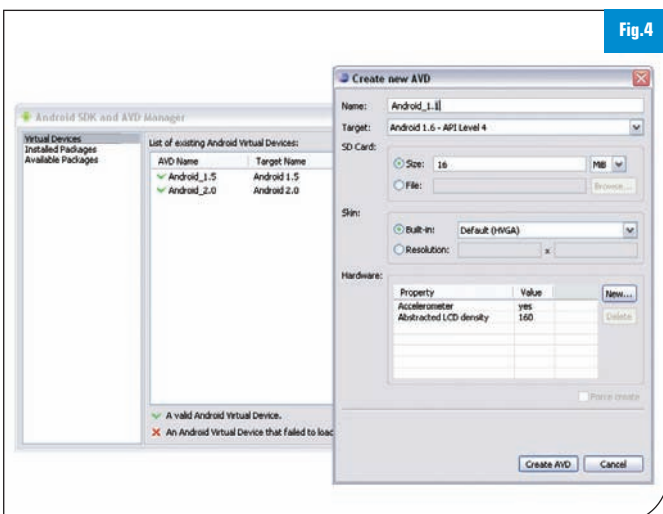 Fig.4
Android SDK and AVD Manager
Virtual Devices
Installed Packages
Available Packages
List of existing Android Virtual Devices:
AVD Name Target Name
Android_1.5 Android 1.5
Android_2.0 Android 2.0
A valid Android Virtual Device.
An Android Virtual Device that failed to load
Create new AVD
Name: Android_1.1
Target: Android 1.6 - API Level 4
SD Card:
Size: 16 MiB
File: Browse...
Skin:
Built-in: Default (HVGA)
Resolution: x
Hardware:
Property Value New...
Accelerometer yes
Abstracted LCD density 160 Delete
Force create
Create AVD Cancel